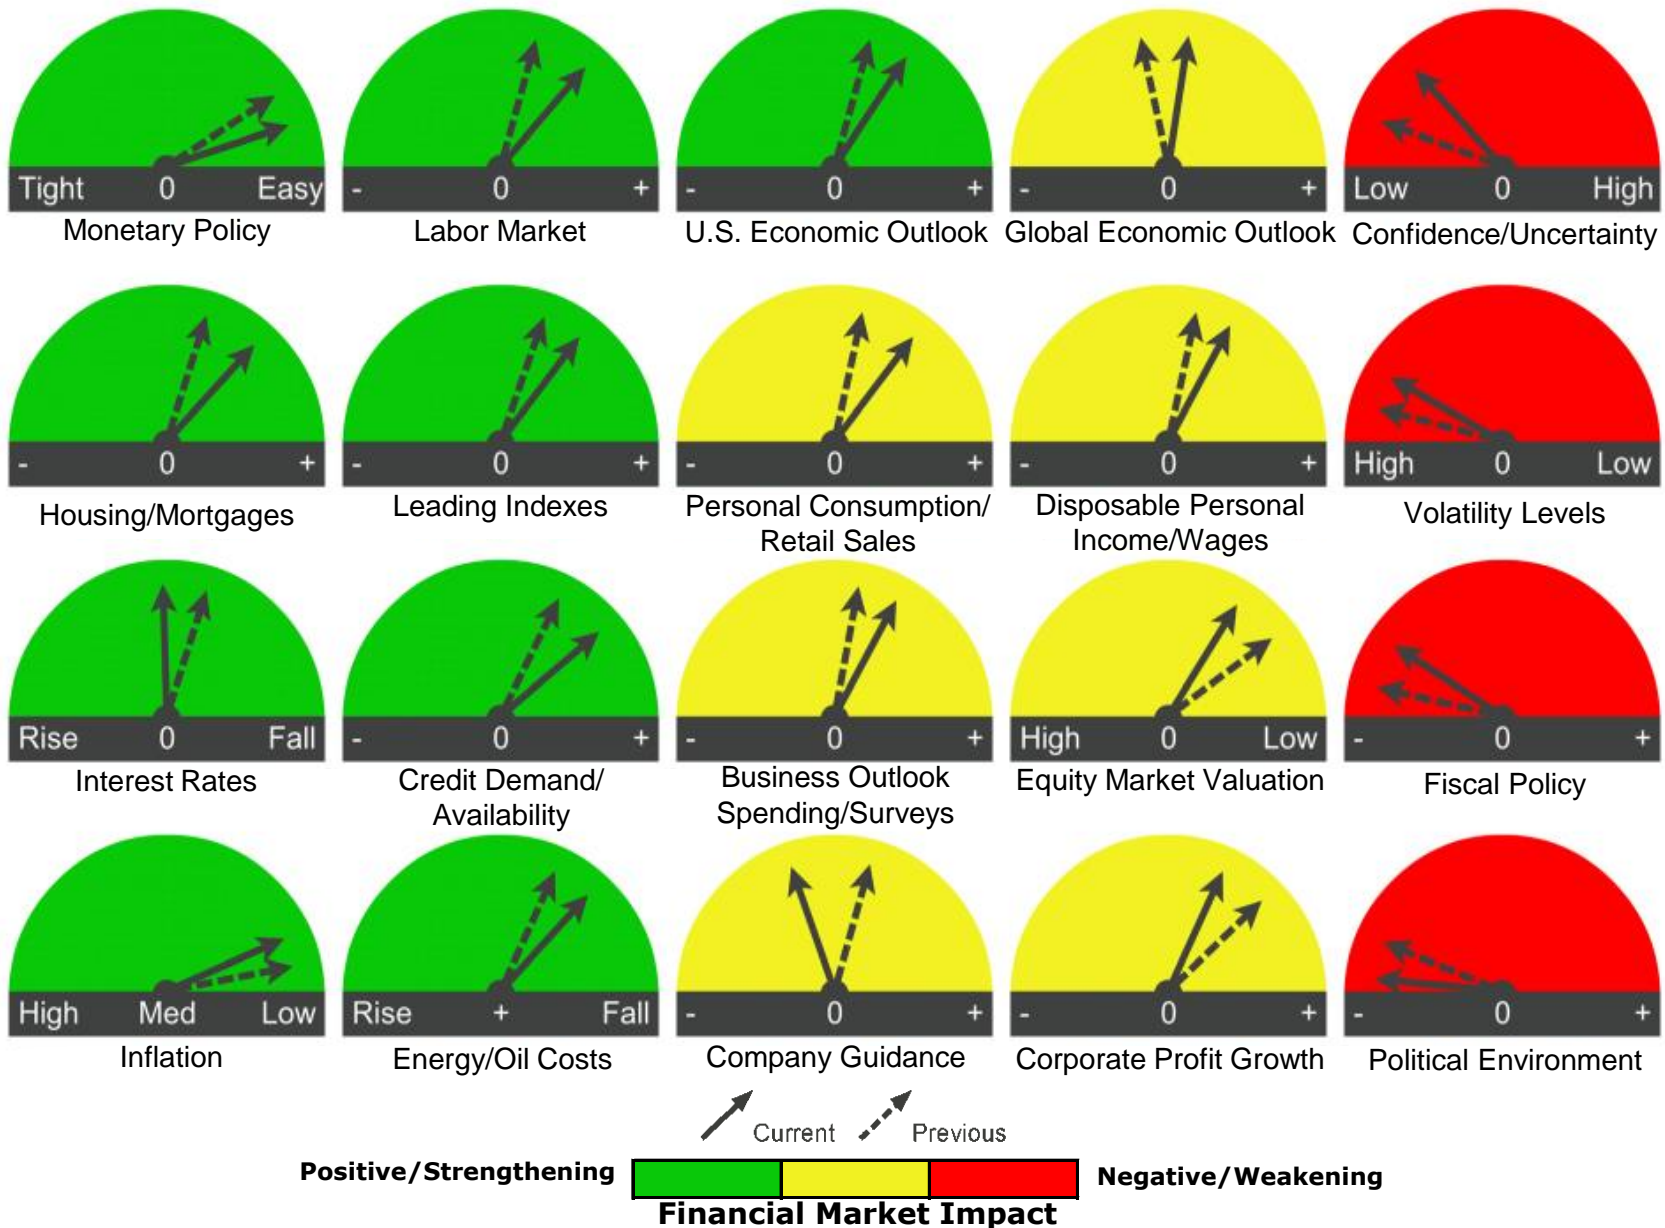 Tight 0 Easy - 0 + - 0 + - 0 + Low 0 High
Monetary Policy Labor Market U.S. Economic Outlook Global Economic Outlook Confidence/Uncertainty
- 0 + - 0 + - 0 + - 0 + High 0 Low
Housing/Mortgages Leading Indexes Personal Consumption/ Disposable Personal Volatility Levels
Retail Sales Income/Wages
Rise 0 Fall - 0 + - 0 + High 0 Low - 0 +
Interest Rates Credit Demand/ Business Outlook Equity Market Valuation Fiscal Policy
Availability Spending/Surveys
High Med Low Rise + Fall - 0 + - 0 + - 0 +
Inflation Energy/Oil Costs Company Guidance Corporate Profit Growth Political Environment
Current Previous
Positive/Strengthening Negative/Weakening
Financial Market Impact